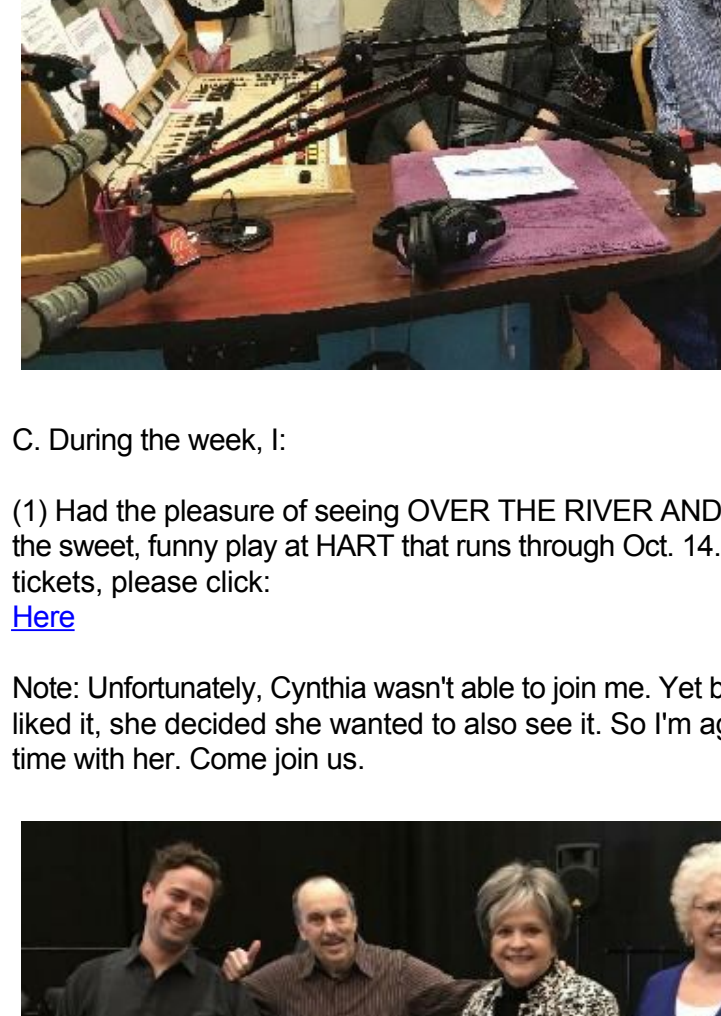 C. During the week, I:
(1) Had the pleasure of seeing OVER THE RIVER AND
the sweet, funny play at HART that runs through Oct. 14.
tickets, please click:
Here
Note: Unfortunately, Cynthia wasn't able to join me. Yet
liked it, she decided she wanted to also see it. So I'm
time with her. Come join us.